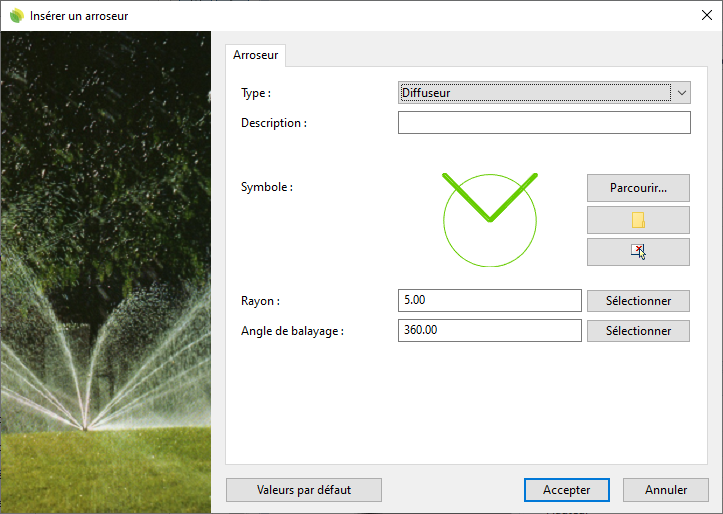 Insérer un arroseur
Arroseur
Type : Diffuseur
Description :
Symbole : Parcourir...
Rayon : 5.00 Sélectionner
Angle de balayage : 360.00 Sélectionner
Valeurs par défaut Accepter Annuler